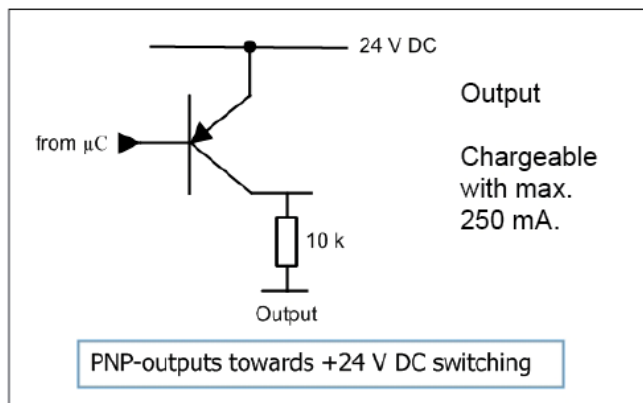 24 V DC
Output
from µC
Chargeable
with max.
250 mA.
10 k
Output
PNP-outputs towards +24 V DC switching